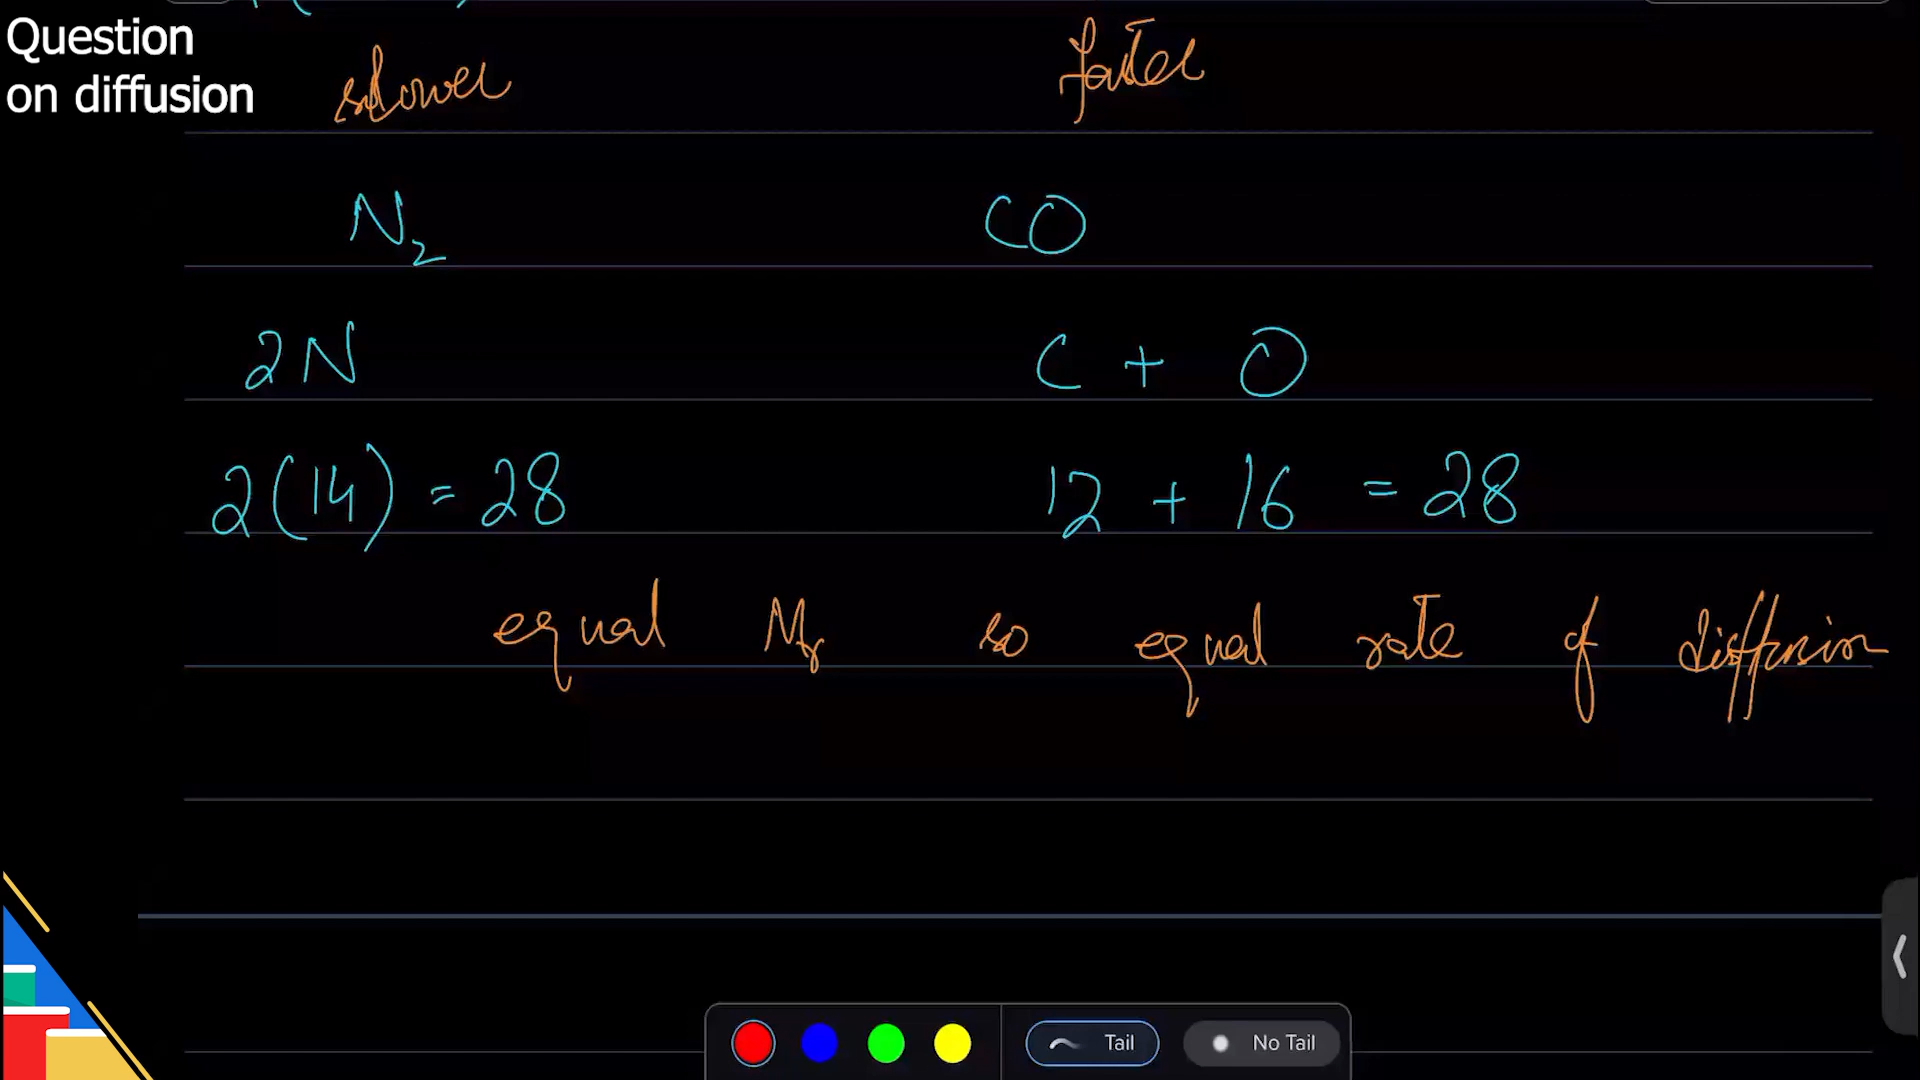 Question
on diffusion
slower faster
N₂ CO
2N C + O
2(14) = 28 12 + 16 = 28
equal Mr so equal rate of diffusion
Tail No Tail